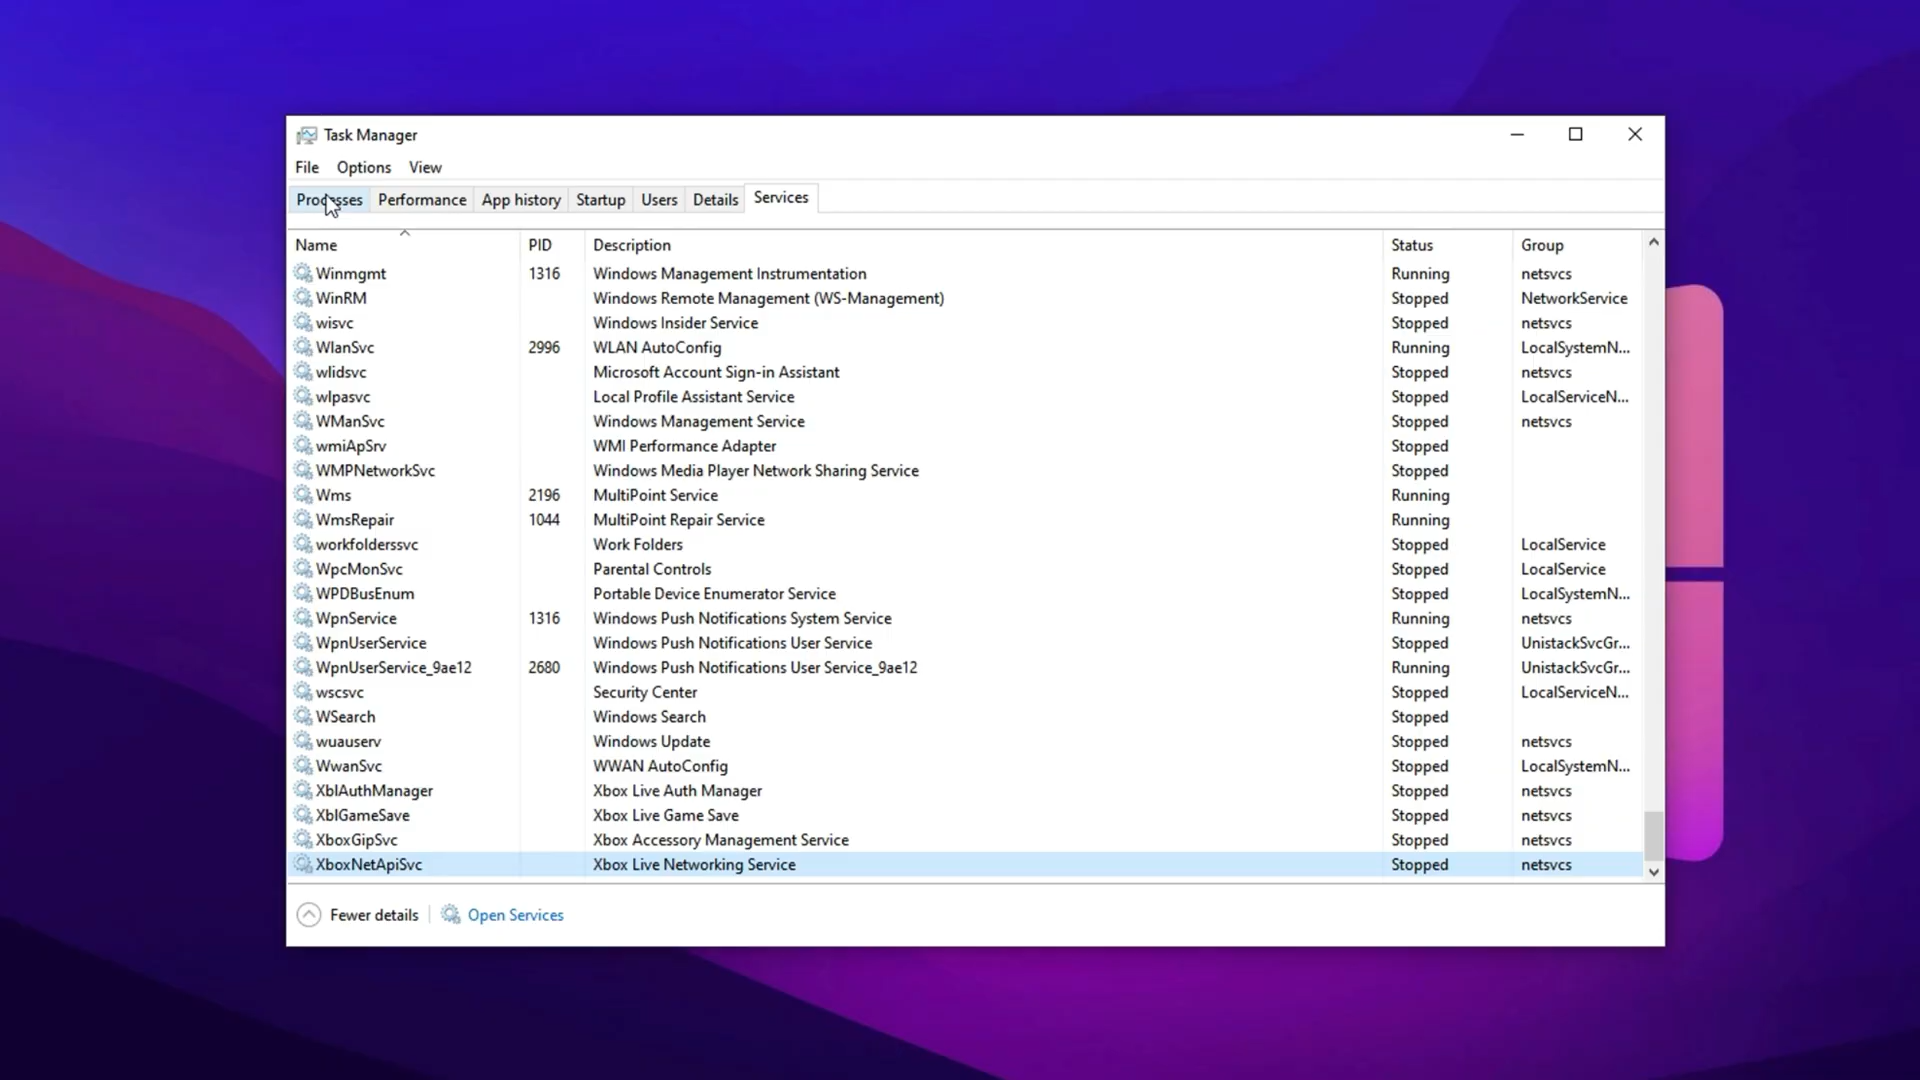 Task Manager
File Options View
Processes Performance App history Startup Users Details Services
Name PID Description Status Group
Winmgmt 1316 Windows Management Instrumentation Running netsvcs
WinRM Windows Remote Management (WS-Management) Stopped NetworkService
wisvc Windows Insider Service Stopped netsvcs
WlanSvc 2996 WLAN AutoConfig Running LocalSystemN...
wlidsvc Microsoft Account Sign-in Assistant Stopped netsvcs
wlpasvc Local Profile Assistant Service Stopped LocalServiceN...
WManSvc Windows Management Service Stopped netsvcs
wmiApSrv WMI Performance Adapter Stopped
WMPNetworkSvc Windows Media Player Network Sharing Service Stopped
Wms 2196 MultiPoint Service Running
WmsRepair 1044 MultiPoint Repair Service Running
workfolderssvc Work Folders Stopped LocalService
WpcMonSvc Parental Controls Stopped LocalService
WPDBusEnum Portable Device Enumerator Service Stopped LocalSystemN...
WpnService 1316 Windows Push Notifications System Service Running netsvcs
WpnUserService Windows Push Notifications User Service Stopped UnistackSvcGr...
WpnUserService_9ae12 2680 Windows Push Notifications User Service_9ae12 Running UnistackSvcGr...
wscsvc Security Center Stopped LocalServiceN...
WSearch Windows Search Stopped
wuauserv Windows Update Stopped netsvcs
WwanSvc WWAN AutoConfig Stopped LocalSystemN...
XblAuthManager Xbox Live Auth Manager Stopped netsvcs
XblGameSave Xbox Live Game Save Stopped netsvcs
XboxGipSvc Xbox Accessory Management Service Stopped netsvcs
XboxNetApiSvc Xbox Live Networking Service Stopped netsvcs
Fewer details Open Services